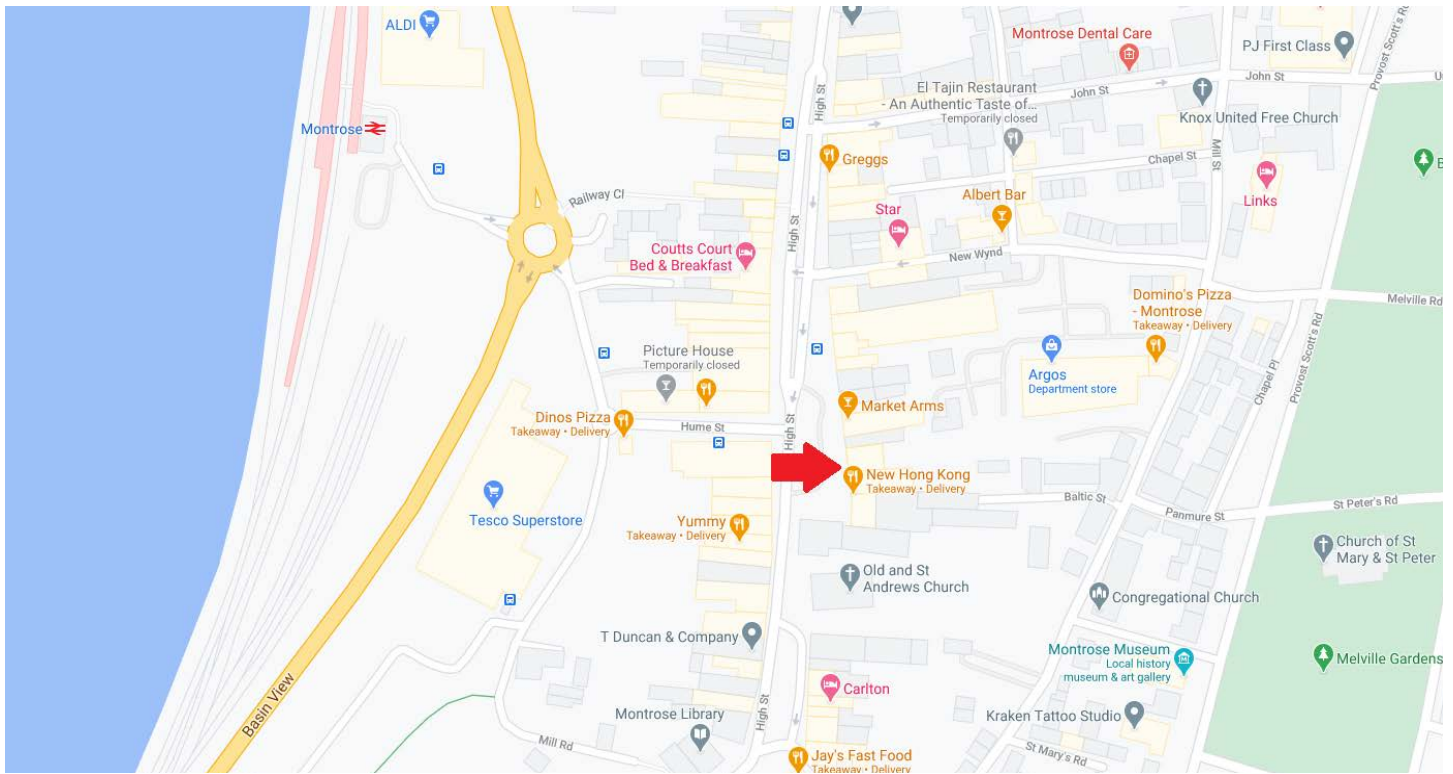 ALDI
High St
Montrose Dental Care
PJ First Class
Provost Scott's Rd
John St
El Tajin Restaurant
- An Authentic Taste of...
Temporarily closed
John St
Knox United Free Church
Montrose
Greggs
Chapel St
Mill St
Railway Cl
Star
Albert Bar
Links
High St
Coutts Court
Bed & Breakfast
New Wynd
Domino's Pizza
- Montrose
Takeaway • Delivery
Melville Rd
Picture House
Temporarily closed
Argos
Department store
Chapel Pl
Provost Scott's Rd
Dinos Pizza
Takeaway • Delivery
Hume St
High St
Market Arms
New Hong Kong
Takeaway • Delivery
Baltic St
St Peter's Rd
Panmure St
Tesco Superstore
Yummy
Takeaway • Delivery
Church of St
Mary & St Peter
Old and St
Andrews Church
Congregational Church
T Duncan & Company
Montrose Museum
Local history
museum & art gallery
Melville Gardens
Basin View
Carlton
High St
Montrose Library
Kraken Tattoo Studio
Mill Rd
St Mary's Rd
Jay's Fast Food
Takeaway • Delivery